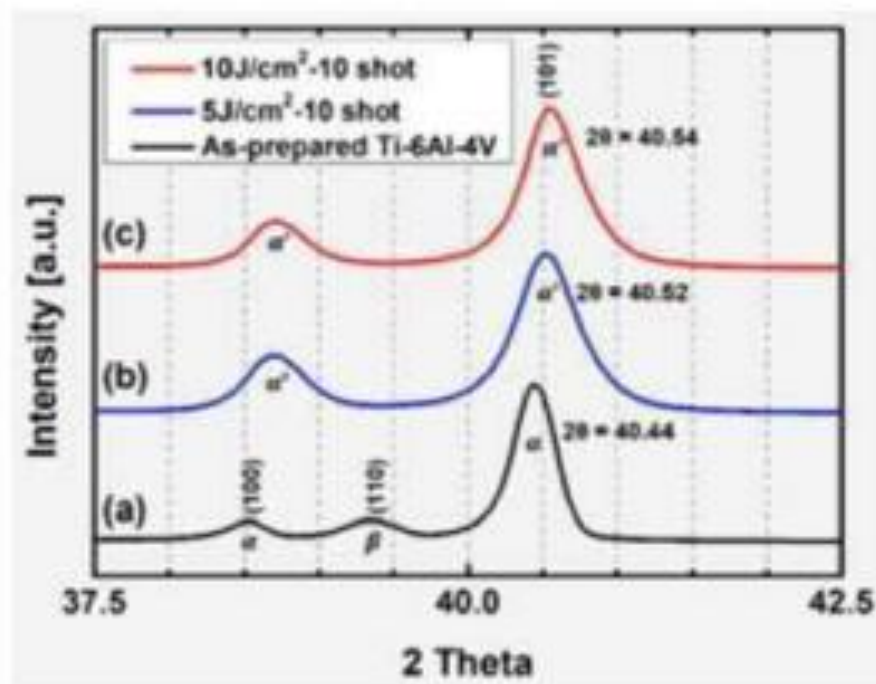 10J/cm²-10 shot
5J/cm²-10 shot
As-prepared Ti-6Al-4V
(101)
α' 2θ = 40.54
(c)
α'
α' 2θ = 40.52
(b)
α'
2θ = 40.44
α
(100)
(110)
(a)
α
β
37.5
40.0
42.5
2 Theta
Intensity [a.u.]